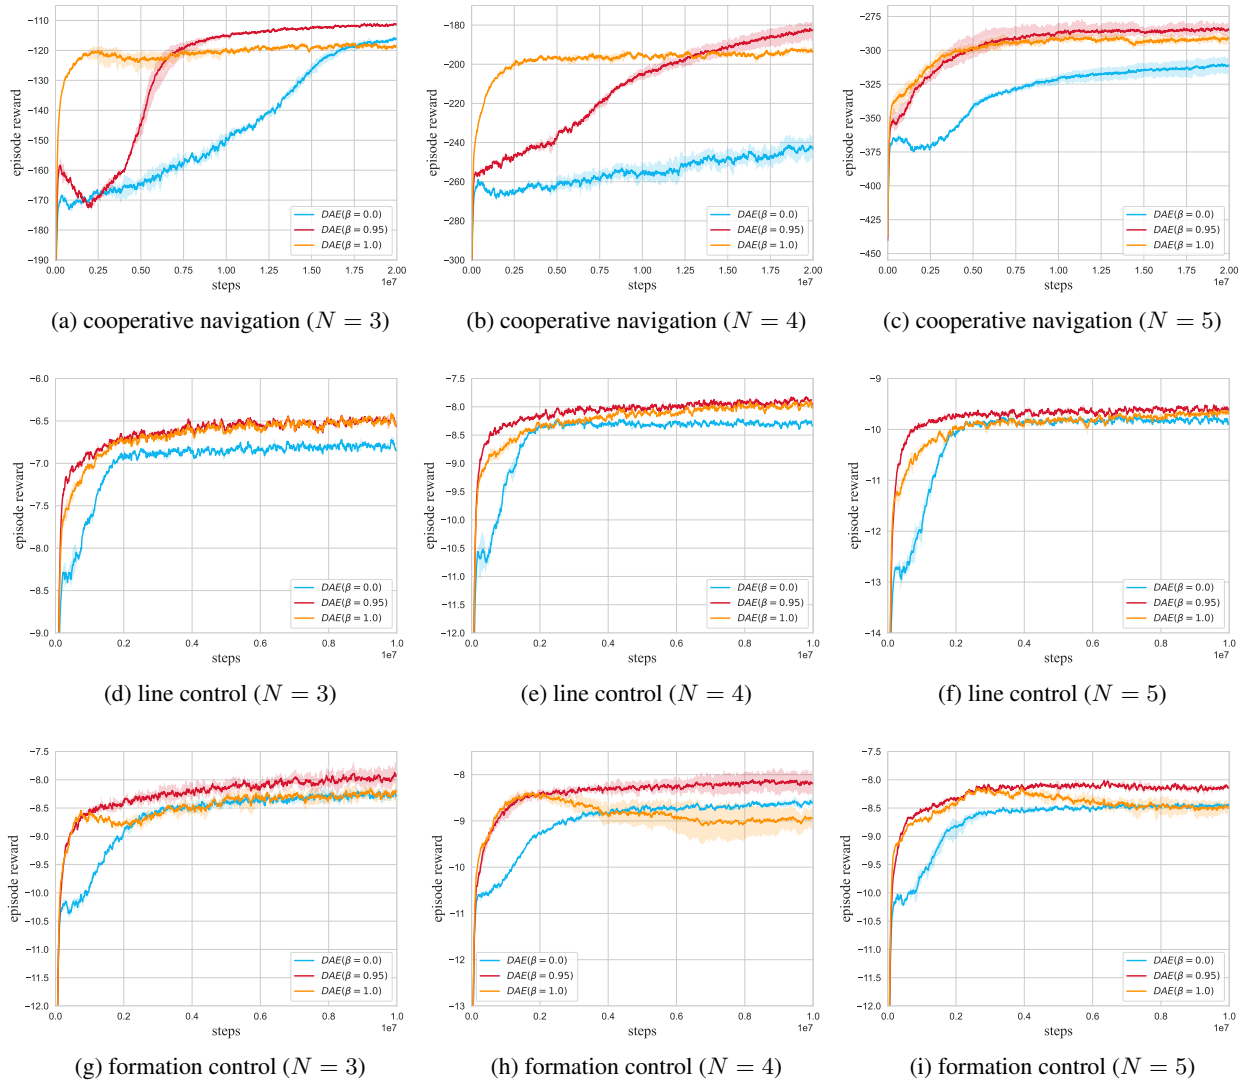 −110
−120
−130
−140
−150
−160
−170
−180
−190
episode reward
0.00 0.25 0.50 0.75 1.00 1.25 1.50 1.75 2.00
1e7
steps
DAE(β = 0.0)
DAE(β = 0.95)
DAE(β = 1.0)
(a) cooperative navigation (N = 3)
−180
−200
−220
−240
−260
−280
−300
episode reward
0.00 0.25 0.50 0.75 1.00 1.25 1.50 1.75 2.00
1e7
steps
DAE(β = 0.0)
DAE(β = 0.95)
DAE(β = 1.0)
(b) cooperative navigation (N = 4)
−275
−300
−325
−350
−375
−400
−425
−450
episode reward
0.00 0.25 0.50 0.75 1.00 1.25 1.50 1.75 2.00
1e7
steps
DAE(β = 0.0)
DAE(β = 0.95)
DAE(β = 1.0)
(c) cooperative navigation (N = 5)
−6.0
−6.5
−7.0
−7.5
−8.0
−8.5
−9.0
episode reward
0.0 0.2 0.4 0.6 0.8 1.0
1e7
steps
DAE(β = 0.0)
DAE(β = 0.95)
DAE(β = 1.0)
(d) line control (N = 3)
−7.5
−8.0
−8.5
−9.0
−9.5
−10.0
−10.5
−11.0
−11.5
−12.0
episode reward
0.0 0.2 0.4 0.6 0.8 1.0
1e7
steps
DAE(β = 0.0)
DAE(β = 0.95)
DAE(β = 1.0)
(e) line control (N = 4)
−9
−10
−11
−12
−13
−14
episode reward
0.0 0.2 0.4 0.6 0.8 1.0
1e7
steps
DAE(β = 0.0)
DAE(β = 0.95)
DAE(β = 1.0)
(f) line control (N = 5)
−7.5
−8.0
−8.5
−9.0
−9.5
−10.0
−10.5
−11.0
−11.5
−12.0
episode reward
0.0 0.2 0.4 0.6 0.8 1.0
1e7
steps
DAE(β = 0.0)
DAE(β = 0.95)
DAE(β = 1.0)
(g) formation control (N = 3)
−8
−9
−10
−11
−12
−13
episode reward
0.0 0.2 0.4 0.6 0.8 1.0
1e7
steps
DAE(β = 0.0)
DAE(β = 0.95)
DAE(β = 1.0)
(h) formation control (N = 4)
−7.5
−8.0
−8.5
−9.0
−9.5
−10.0
−10.5
−11.0
−11.5
−12.0
episode reward
0.0 0.2 0.4 0.6 0.8 1.0
1e7
steps
DAE(β = 0.0)
DAE(β = 0.95)
DAE(β = 1.0)
(i) formation control (N = 5)